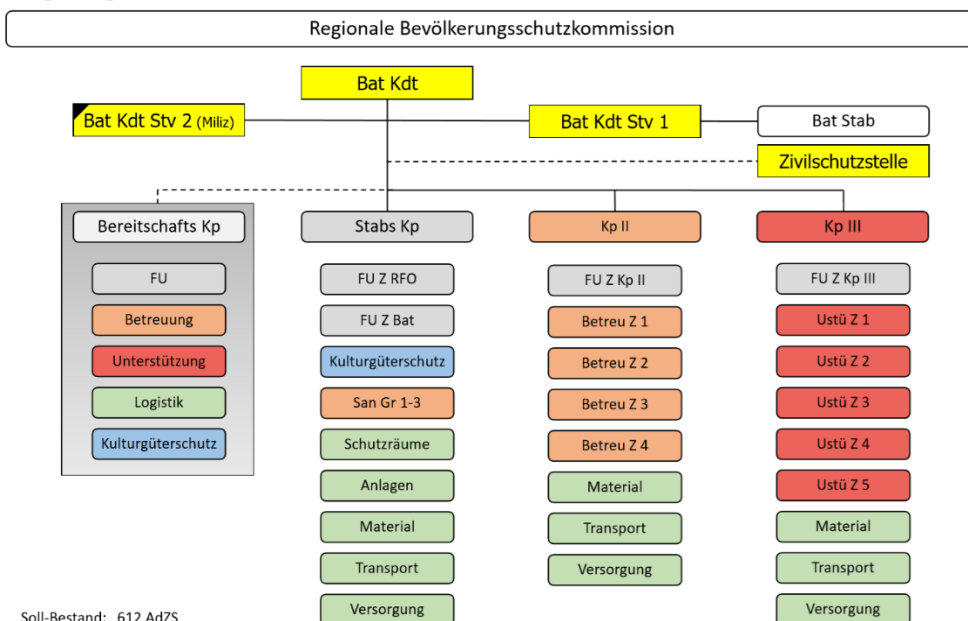 Regionale Bevölkerungsschutzkommission
Bat Kdt
Bat Kdt Stv 2 (Miliz)
Bat Kdt Stv 1
Bat Stab
Zivilschutzstelle
Bereitschafts Kp
FU
Betreuung
Unterstützung
Logistik
Kulturgüterschutz
Stabs Kp
FU Z RFO
FU Z Bat
Kulturgüterschutz
San Gr 1-3
Schutzräume
Anlagen
Material
Transport
Versorgung
Kp II
FU Z Kp II
Betreu Z 1
Betreu Z 2
Betreu Z 3
Betreu Z 4
Material
Transport
Versorgung
Kp III
FU Z Kp III
Ustü Z 1
Ustü Z 2
Ustü Z 3
Ustü Z 4
Ustü Z 5
Material
Transport
Versorgung
Soll-Bestand: 612 AdZS